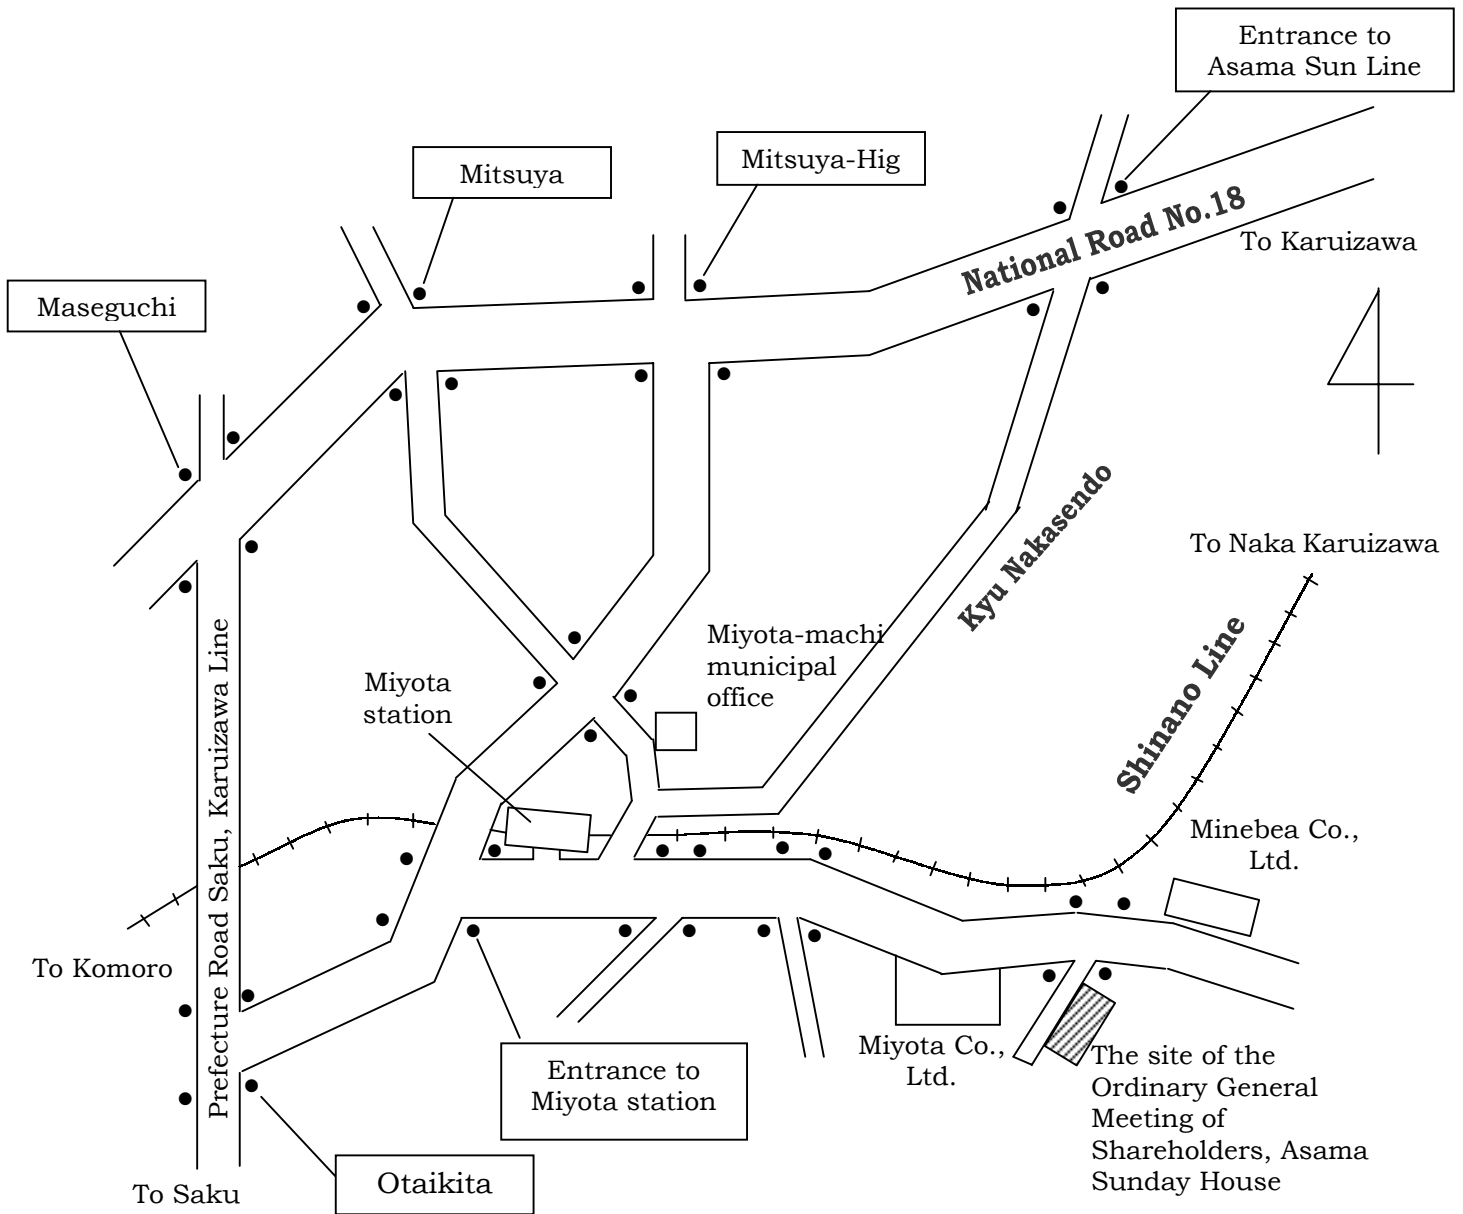 Entrance to
Asama Sun Line
Mitsuya-Hig
Mitsuya
National Road No.18
To Karuizawa
Maseguchi
Kyu Nakasendo
To Naka Karuizawa
Shinano Line
Miyota-machi
municipal
office
Miyota
station
Prefecture Road Saku, Karuizawa Line
Minebea Co.,
Ltd.
To Komoro
Miyota Co.,
Ltd.
The site of the
Ordinary General
Meeting of
Shareholders, Asama
Sunday House
Entrance to
Miyota station
Otaikita
To Saku